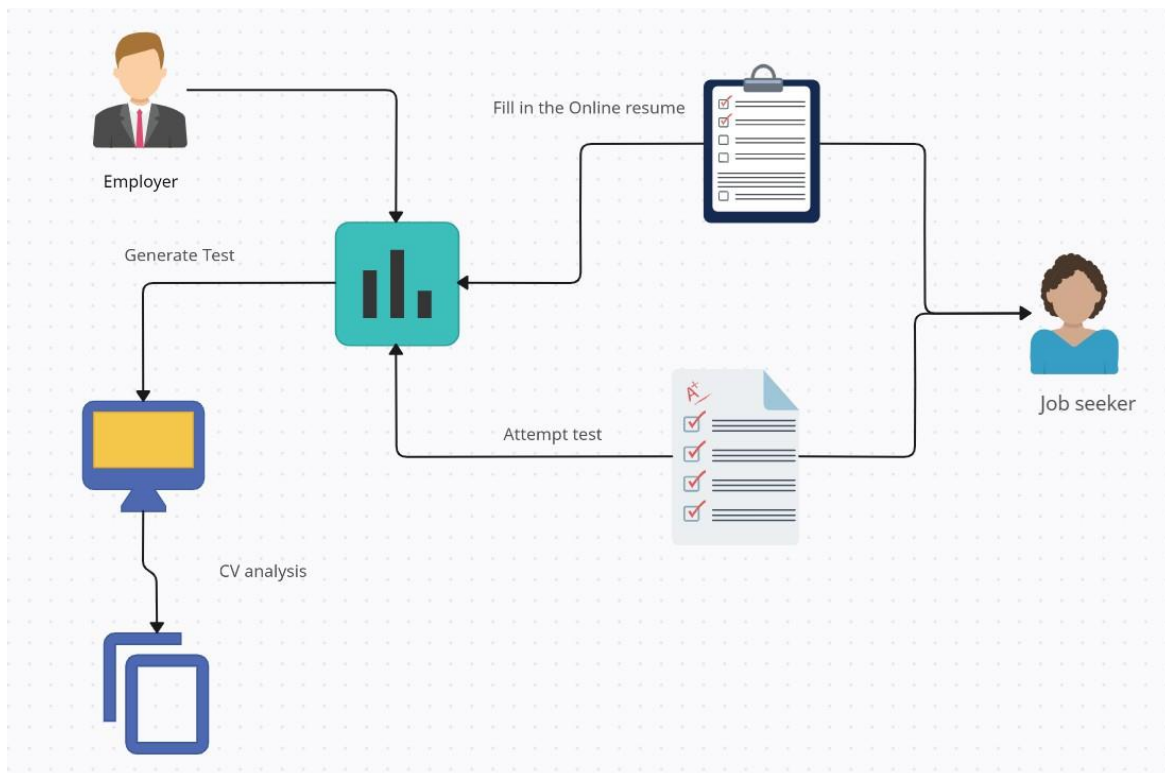 Fill in the Online resume
Employer
Generate Test
A+
Job seeker
Attempt test
CV analysis